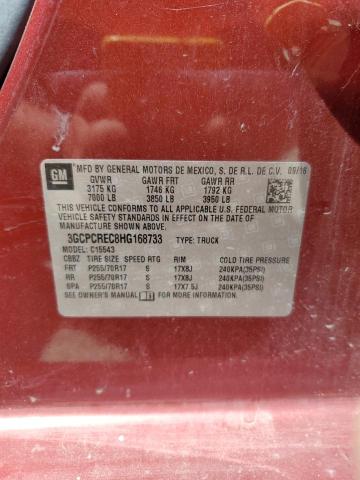 GM
MFD BY GENERAL MOTORS DE MEXICO, S. DE R.L. DE C.V. 09/16
GVWR GAWR FRT GAWR RR
3175 KG 1746 KG 1792 KG
7000 LB 3850 LB 3950 LB
THIS VEHICLE CONFORMS TO ALL APPLICABLE U.S. FEDERAL MOTOR
VEHICLE SAFETY STANDARDS IN EFFECT ON THE DATE OF
MANUFACTURE SHOWN ABOVE.
3GCPCREC8HG168733 TYPE: TRUCK
MODEL: C15543
CBBZ TIRE SIZE SPEED RTG RIM COLD TIRE PRESSURE
FRT P255/70R17 S 17X8J 240KPA(35PSI)
RR P255/70R17 S 17X8J 240KPA(35PSI)
SPA P255/70R17 S 17X7.5J 240KPA(35PSI)
SEE OWNER'S MANUAL FOR MORE INFORMATION.